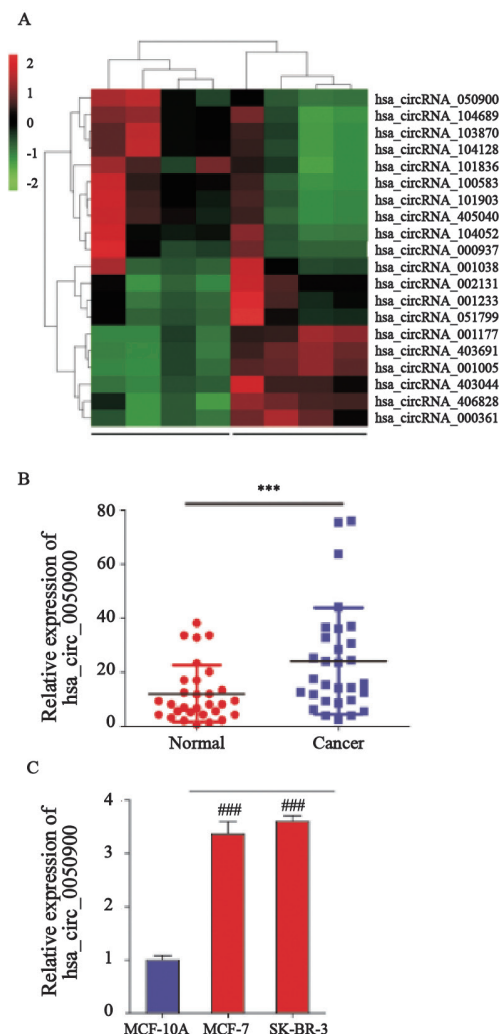 A
2
1
0
-1
-2
hsa_circRNA_050900
hsa_circRNA_104689
hsa_circRNA_103870
hsa_circRNA_104128
hsa_circRNA_101836
hsa_circRNA_100583
hsa_circRNA_101903
hsa_circRNA_405040
hsa_circRNA_104052
hsa_circRNA_000937
hsa_circRNA_001038
hsa_circRNA_002131
hsa_circRNA_001233
hsa_circRNA_051799
hsa_circRNA_001177
hsa_circRNA_403691
hsa_circRNA_001005
hsa_circRNA_403044
hsa_circRNA_406828
hsa_circRNA_000361
B
Relative expression of
hsa_circ_0050900
80
60
40
20
0
***
Normal Cancer
C
Relative expression of
hsa_circ_0050900
4
3
2
1
0
### ###
MCF-10A MCF-7 SK-BR-3